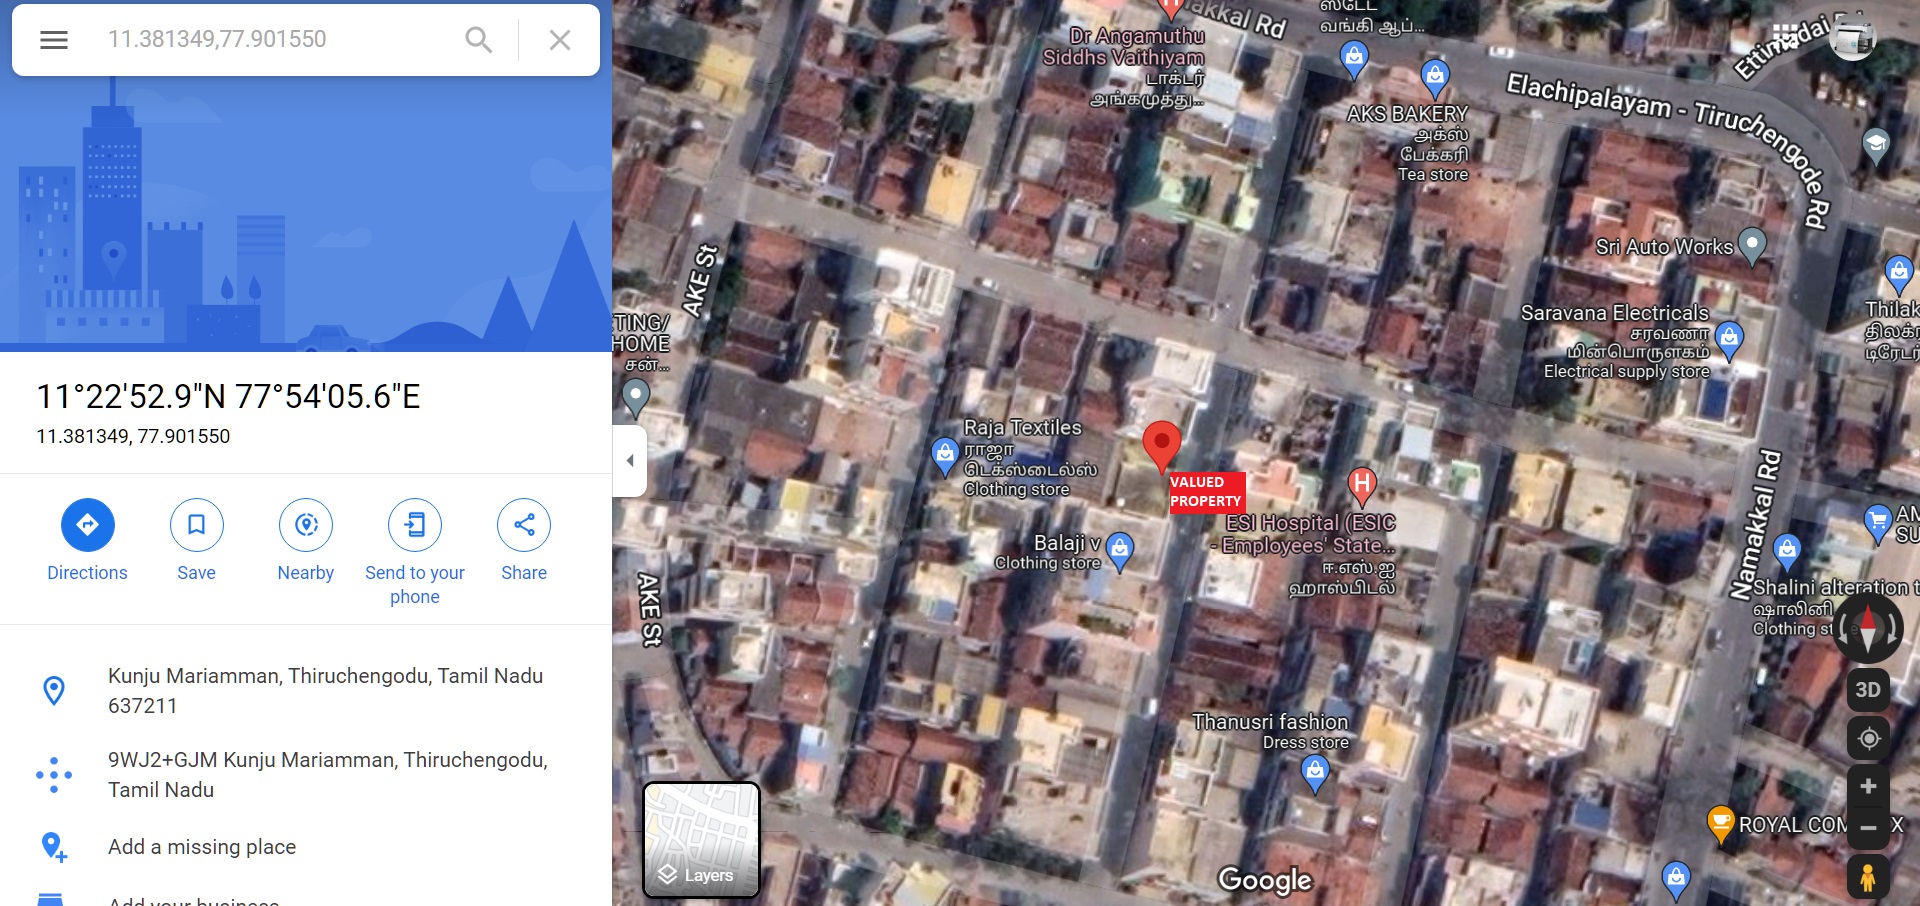 11.381349,77.901550
11°22'52.9"N 77°54'05.6"E
11.381349, 77.901550
Directions
Save
Nearby
Send to your
phone
Share
Kunju Mariamman, Thiruchengodu, Tamil Nadu
637211
9WJ2+GJM Kunju Mariamman, Thiruchengodu,
Tamil Nadu
Add a missing place
Add your business
akkal Rd
Dr Angamuthu
Siddhs Vaithiyam
டாக்டர்
அங்கமுத்து...
ஸ்டேட்
வங்கி ஆப்...
AKS BAKERY
அக்ஸ்
பேக்கரி
Tea store
Elachipalayam - Tiruchengode Rd
Sri Auto Works
AKE St
TING/
HOME
சன்...
Saravana Electricals
சரவணா
மின்பொருளகம்
Electrical supply store
Thilak
திலக்
டிரேடர்
Raja Textiles
ராஜா
டெக்ஸ்டைல்ஸ்
Clothing store
VALUED
PROPERTY
H
ESI Hospital (ESIC
- Employees' State...
ஈ.எஸ்.ஐ
ஹாஸ்பிடல்
Balaji v
Clothing store
Namakkal Rd
AM
SU
Shalini alteration t
ஷாலினி
Clothing st
AKE St
3D
Thanusri fashion
Dress store
ROYAL COM X
Layers
Google